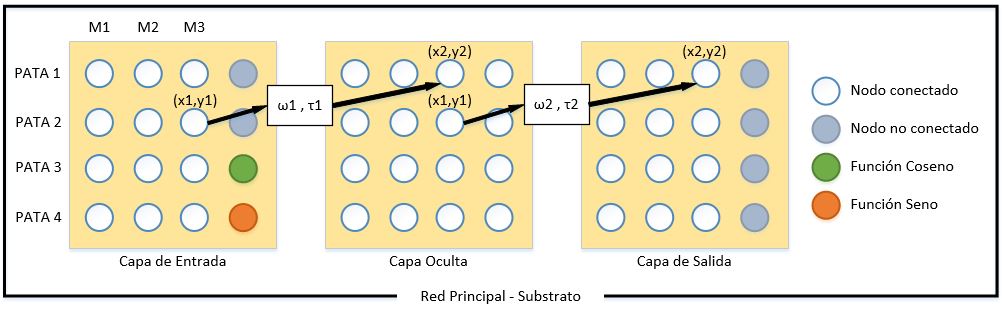 M1 M2 M3
PATA 1
(x2,y2)
(x2,y2)
(x1,y1)
ω1 , τ1
(x1,y1)
ω2 , τ2
PATA 2
PATA 3
PATA 4
Nodo conectado
Nodo no conectado
Función Coseno
Función Seno
Capa de Entrada
Capa Oculta
Capa de Salida
Red Principal - Substrato